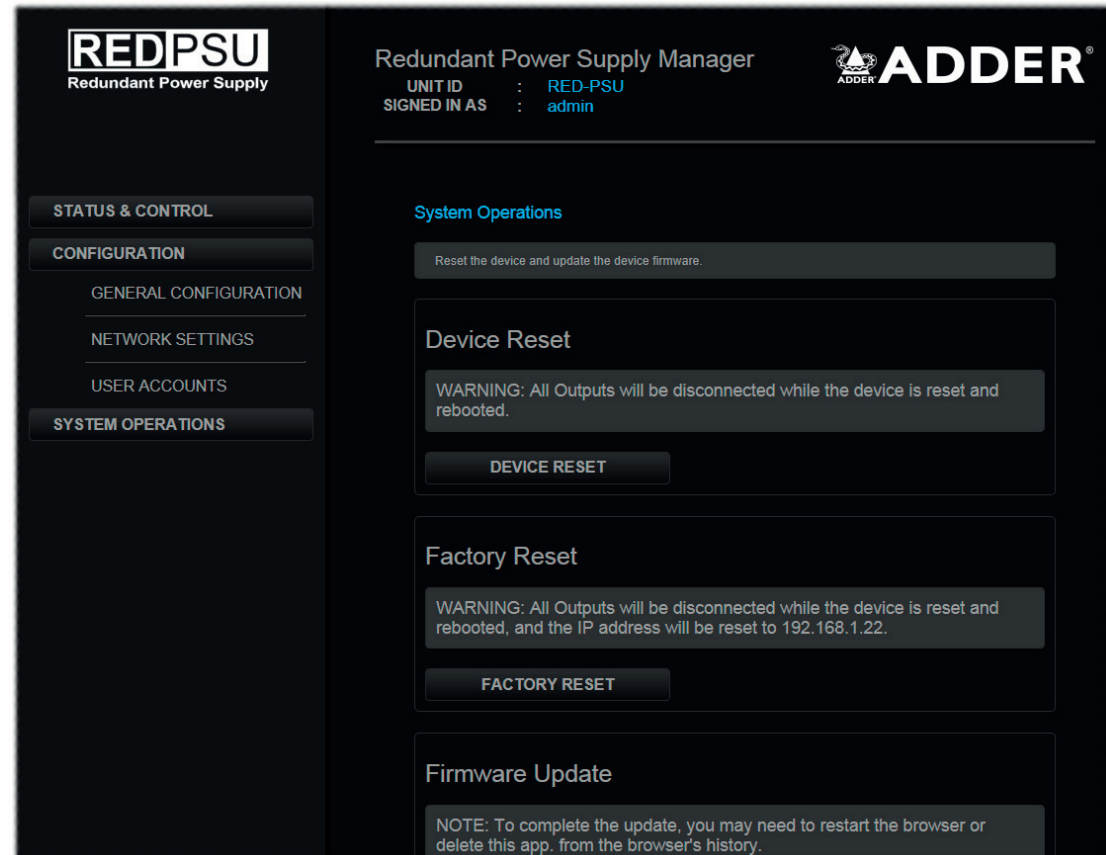 REDPSU
Redundant Power Supply
Redundant Power Supply Manager
UNIT ID : RED-PSU
SIGNED IN AS : admin
ADDER
ADDER®
STATUS & CONTROL
CONFIGURATION
GENERAL CONFIGURATION
NETWORK SETTINGS
USER ACCOUNTS
SYSTEM OPERATIONS
System Operations
Reset the device and update the device firmware.
Device Reset
WARNING: All Outputs will be disconnected while the device is reset and
rebooted.
DEVICE RESET
Factory Reset
WARNING: All Outputs will be disconnected while the device is reset and
rebooted, and the IP address will be reset to 192.168.1.22.
FACTORY RESET
Firmware Update
NOTE: To complete the update, you may need to restart the browser or
delete this app. from the browser's history.